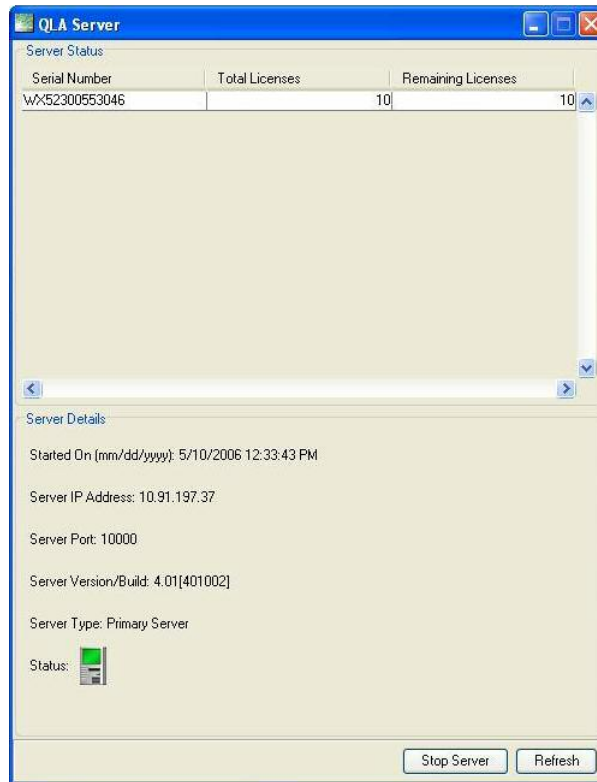 QLA Server
Server Status
Serial Number Total Licenses Remaining Licenses
WX52300553046 10 10
Server Details
Started On (mm/dd/yyyy): 5/10/2006 12:33:43 PM
Server IP Address: 10.91.197.37
Server Port: 10000
Server Version/Build: 4.01[401002]
Server Type: Primary Server
Status:
Stop Server Refresh